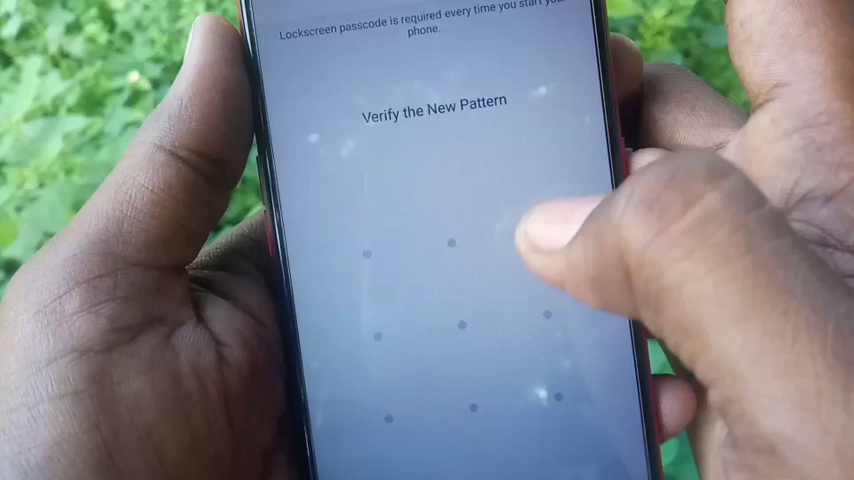 Lockscreen passcode is required every time you start your
phone.
Verify the New Pattern